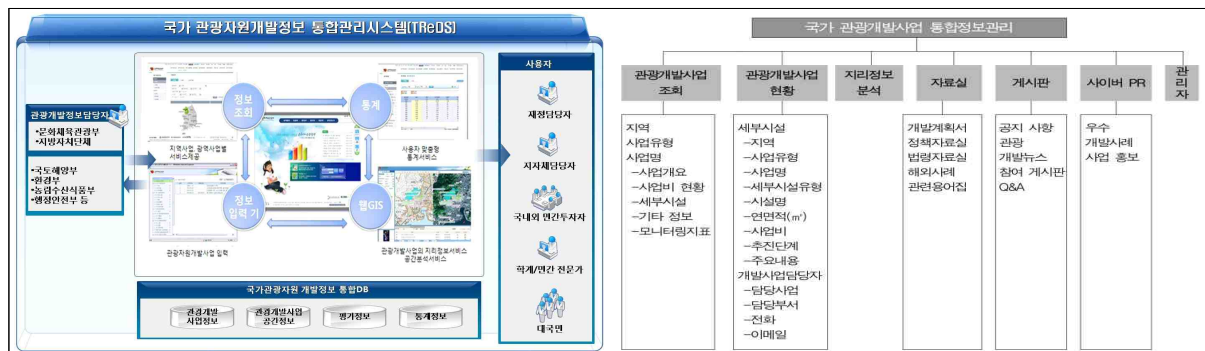 국가 관광자원개발정보 통합관리시스템(TReDS)
관광개발정보담당자
•문화체육관광부
•지방자치단체
•국토해양부
•환경부
•농림수산식품부
•행정안전부 등
정보
조회
통계
지역사업, 광역사업별
서비스제공
사용자 맞춤형
통계서비스
정보
입력 기
웹GIS
관광자원개발사업 입력
관광개발사업의 지리정보서비스
공간분석서비스
국가관광자원 개발정보 통합DB
관경개발
사업정보
관경개발사업
공간정보
평가정보
통계정보
사용자
재정담당자
지자체담당자
국내외 민간투자자
학계/민간 전문가
대국민
국가 관광개발사업 통합정보관리
관광개발사업
조회
지역
사업유형
사업명
-사업개요
-사업비 현황
-세부시설
-기타 정보
-모니터링지표
관광개발사업
현황
세부시설
-지역
-사업유형
-사업명
-세부시설유형
-시설명
-연면적(㎡)
-사업비
-추진단계
-주요내용
개발사업담당자
-담당사업
-담당부서
-전화
-이메일
지리정보
분석
자료실
개발계획서
정책자료실
법령자료실
해외사례
관련용어집
게시판
공지 사항
관광
개발뉴스
참여 게시판
Q&A
사이버 PR
우수
개발사례
사업 홍보
관
리
자